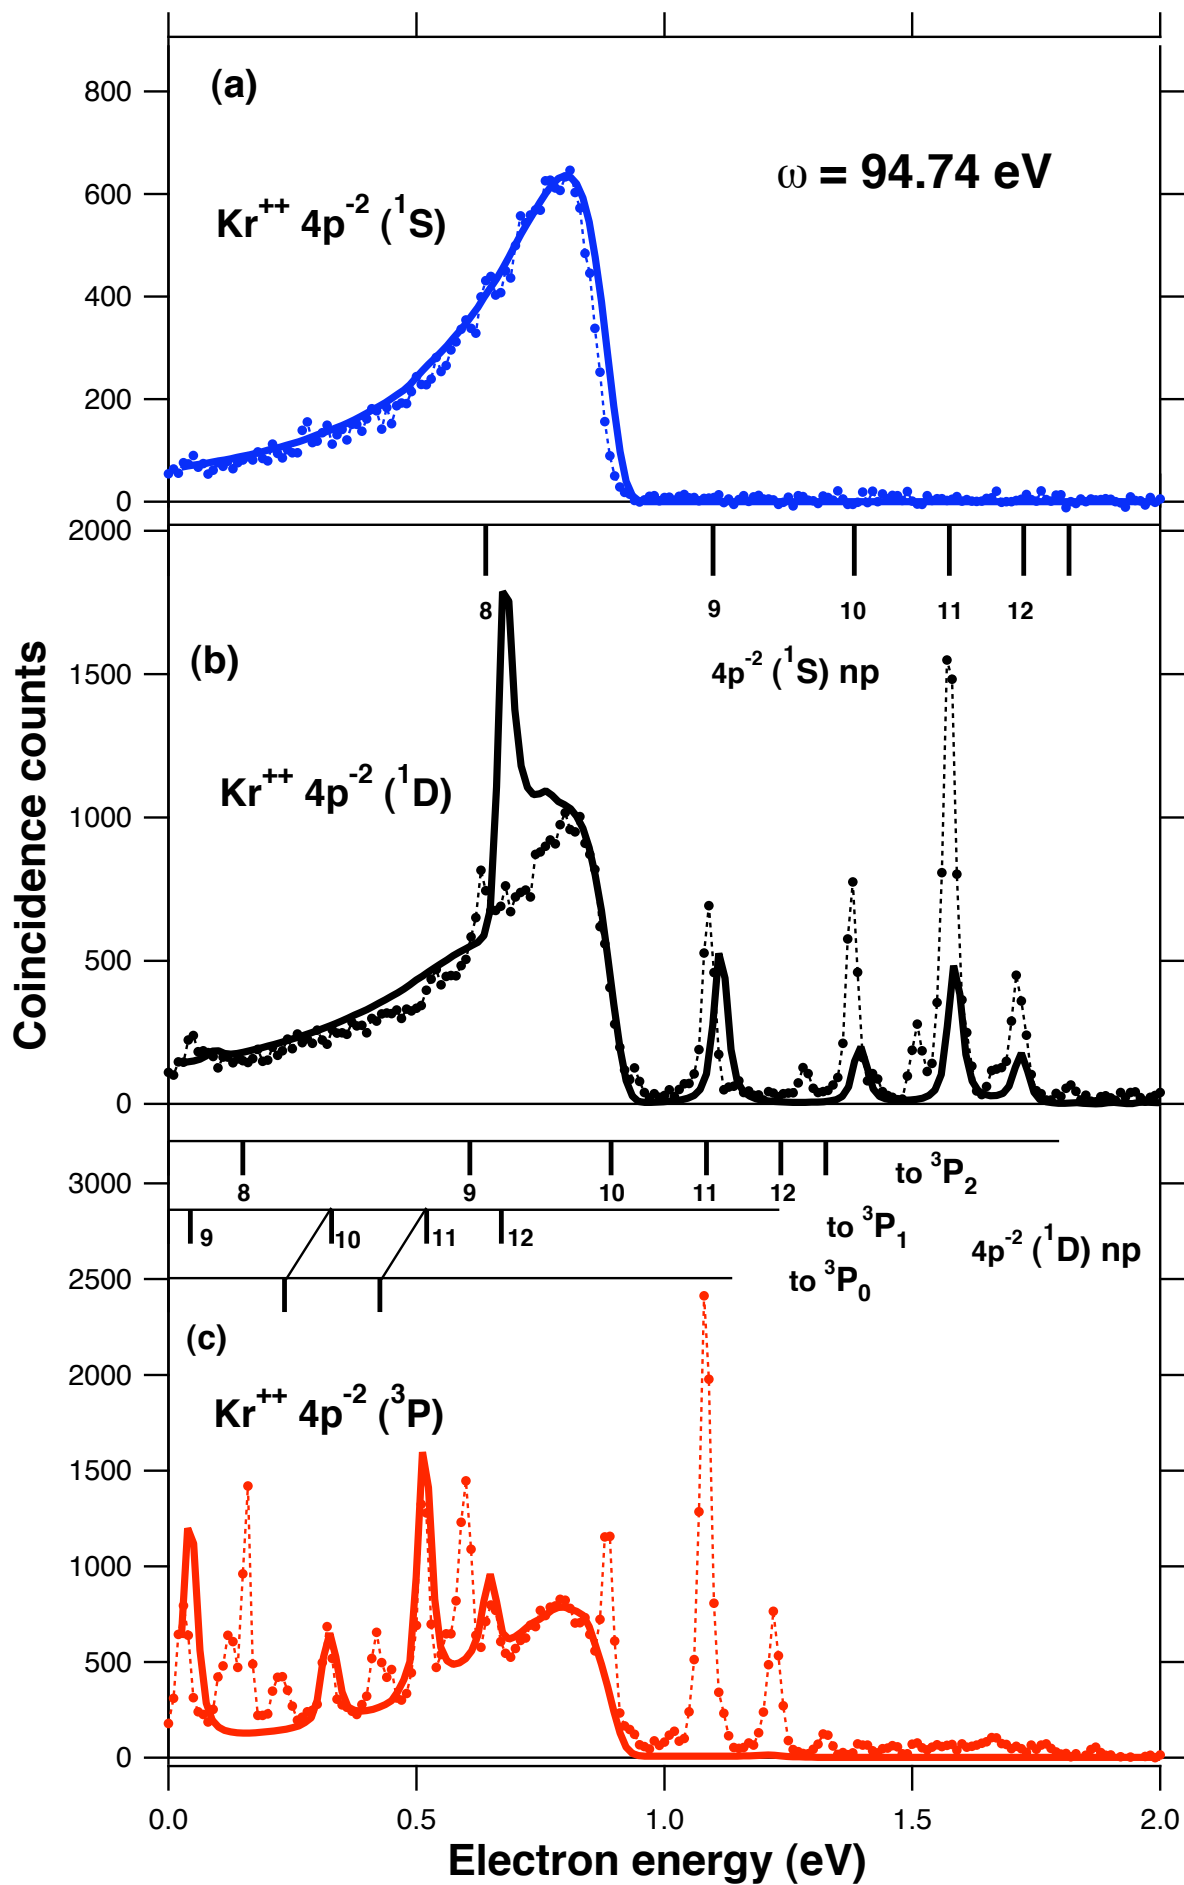 (a)
800
ω = 94.74 eV
600
Kr++ 4p-2 (1S)
400
200
0
2000
8 9 10 11 12
(b)
4p-2 (1S) np
1500
Kr++ 4p-2 (1D)
1000
500
0
Coincidence counts
to 3P2
3000
8 9 10 11 12
to 3P1
9 10 11 12
4p-2 (1D) np
to 3P0
2500
(c)
2000
Kr++ 4p-2 (3P)
1500
1000
500
0
0.0 0.5 1.0 1.5 2.0
Electron energy (eV)